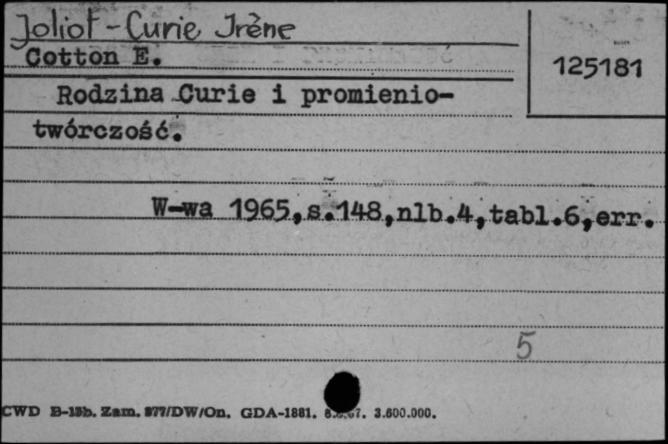 Joliot-Curie Irène
Cotton E.
125181
Rodzina Curie i promienio-
twórczość.
W-wa 1965,s.148,nlb.4,tabl.6,err.
5
CWD B-15b. Zam. 877/DW/On. GDA-1881. 3.600.000.